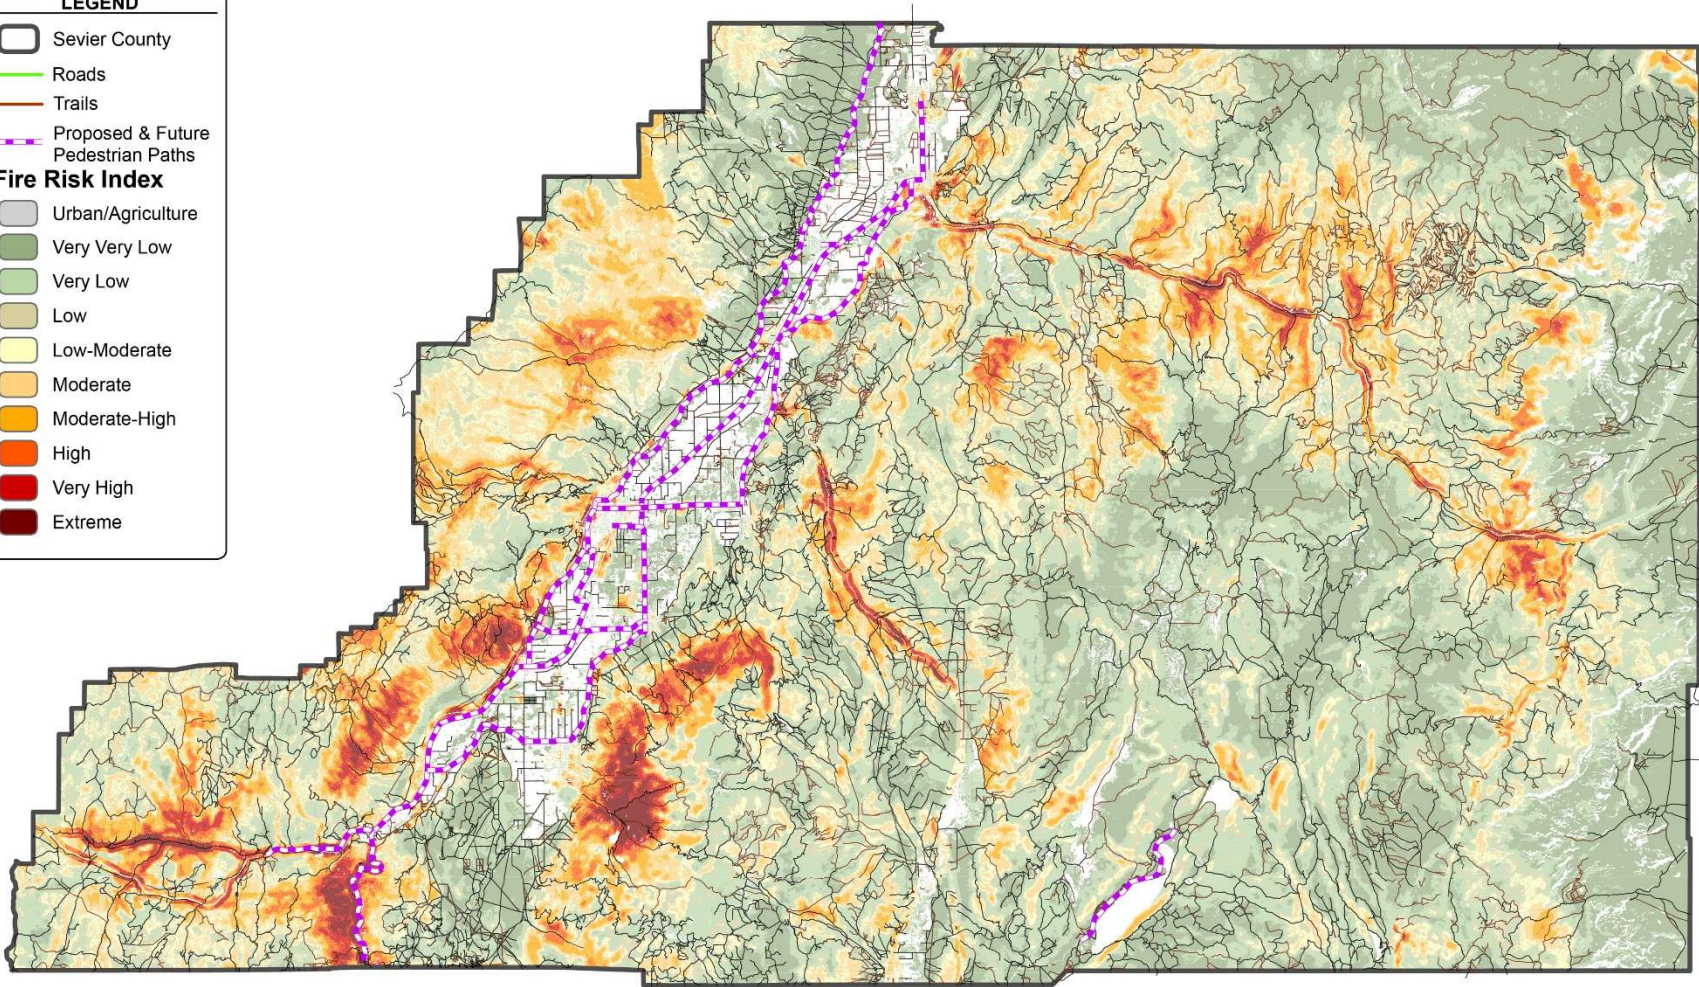 LEGEND
Sevier County
Roads
Trails
Proposed & Future
Pedestrian Paths
Fire Risk Index
Urban/Agriculture
Very Very Low
Very Low
Low
Low-Moderate
Moderate
Moderate-High
High
Very High
Extreme